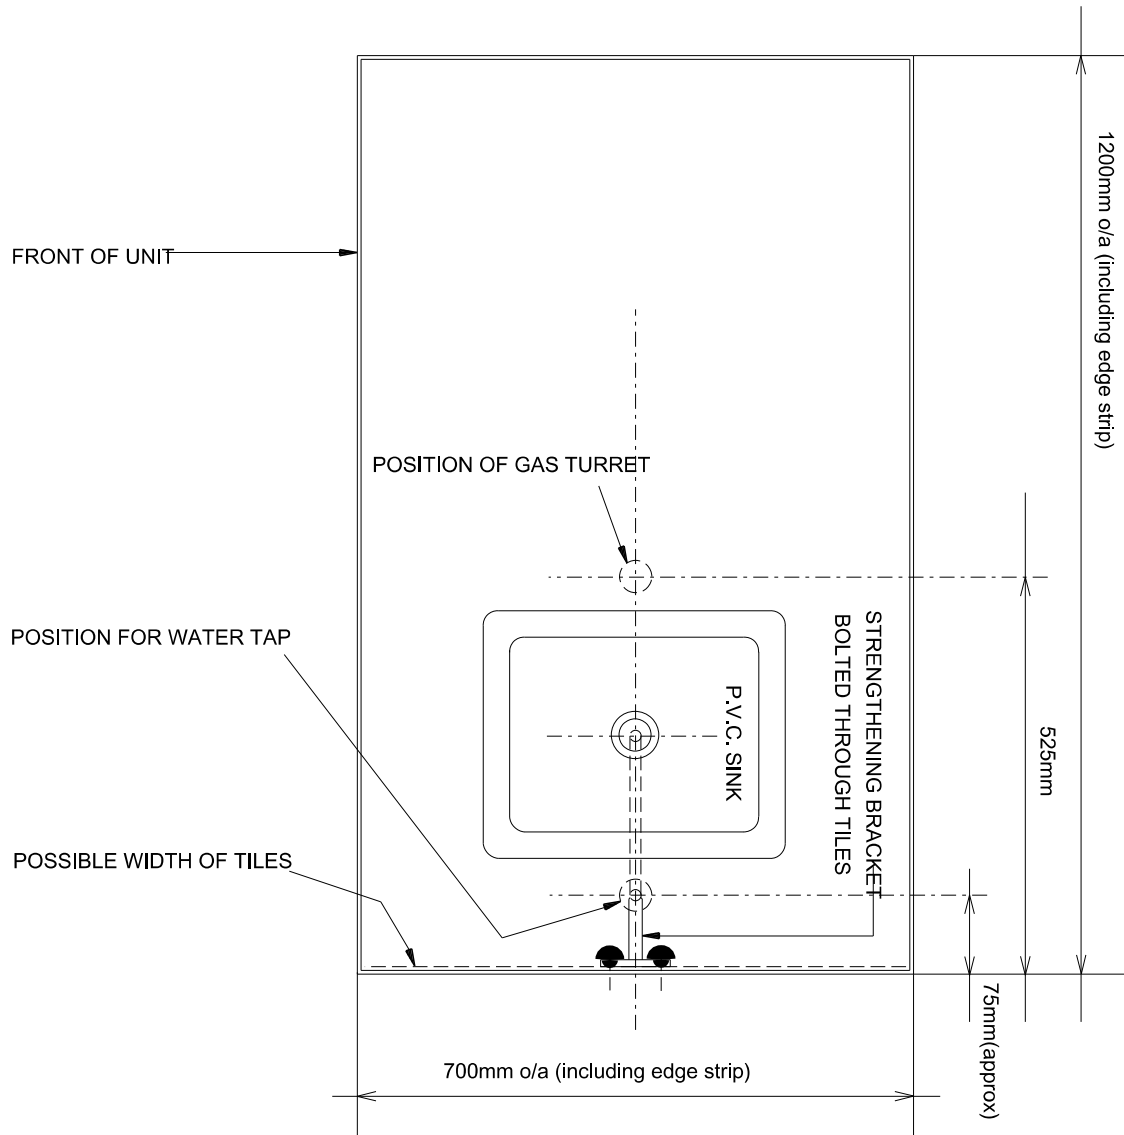 1200mm o/a (including edge strip)
FRONT OF UNIT
POSITION OF GAS TURRET
POSITION FOR WATER TAP
STRENGTHENING BRACKET
BOLTED THROUGH TILES
P.V.C. SINK
525mm
POSSIBLE WIDTH OF TILES
75mm(approx)
700mm o/a (including edge strip)